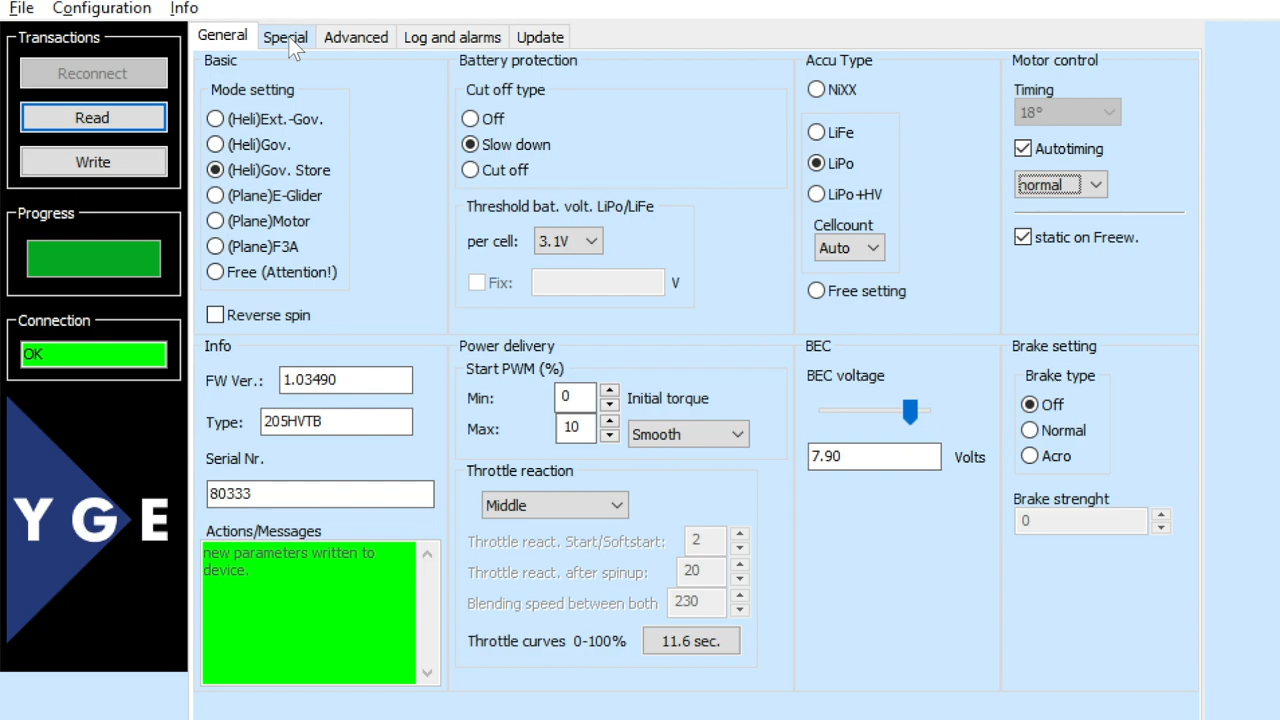 File Configuration Info
Transactions
Reconnect
Read
Write
Progress
Connection
OK
YGE
General Special Advanced Log and alarms Update
Basic
Mode setting
(Heli)Ext.-Gov.
(Heli)Gov.
(Heli)Gov. Store
(Plane)E-Glider
(Plane)Motor
(Plane)F3A
Free (Attention!)
Reverse spin
Battery protection
Cut off type
Off
Slow down
Cut off
Threshold bat. volt. LiPo/LiFe
per cell: 3.1V
Fix: V
Accu Type
NiXX
LiFe
LiPo
LiPo+HV
Cellcount
Auto
Free setting
Motor control
Timing
18°
Autotiming
normal
static on Freew.
Info
FW Ver.: 1.03490
Type: 205HVTB
Serial Nr.
80333
Actions/Messages
new parameters written to
device.
Power delivery
Start PWM (%)
Min: 0 Initial torque
Max: 10 Smooth
Throttle reaction
Middle
Throttle react. Start/Softstart: 2
Throttle react. after spinup: 20
Blending speed between both 230
Throttle curves 0-100% 11.6 sec.
BEC
BEC voltage
7.90 Volts
Brake setting
Brake type
Off
Normal
Acro
Brake strenght
0